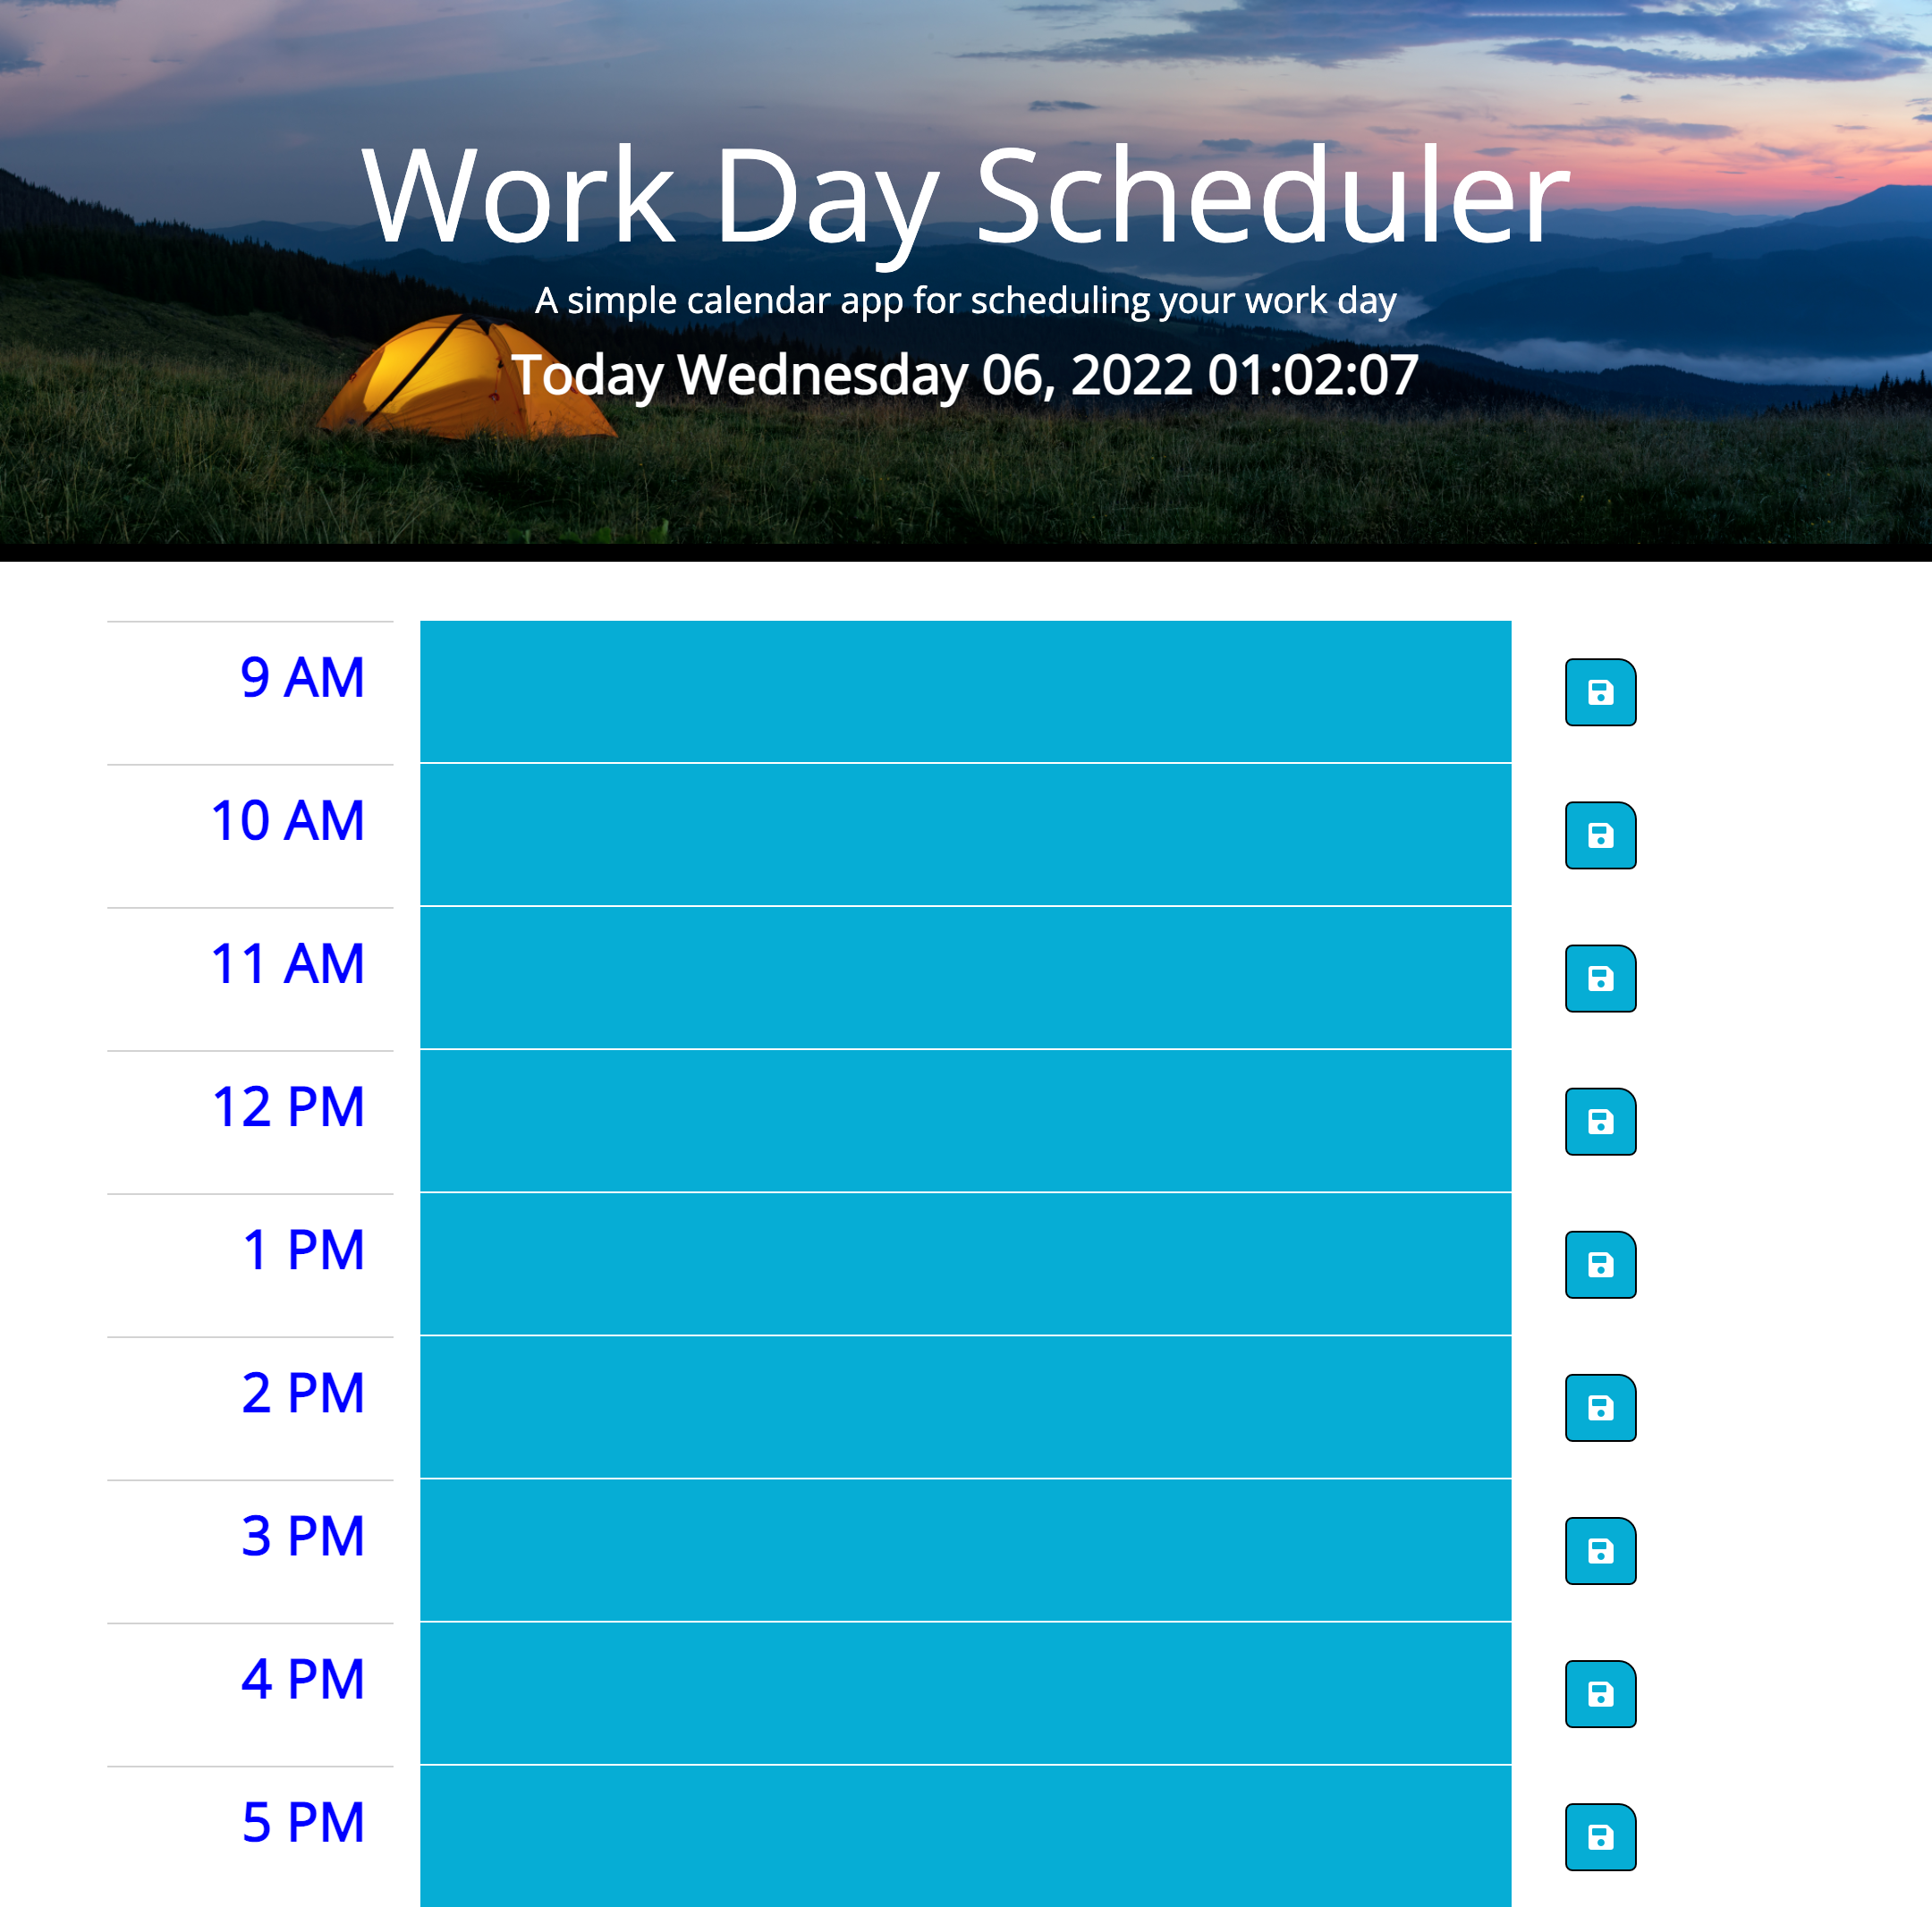 Work Day Scheduler
A simple calendar app for scheduling your work day
Today Wednesday 06, 2022 01:02:07
9 AM
10 AM
11 AM
12 PM
1 PM
2 PM
3 PM
4 PM
5 PM